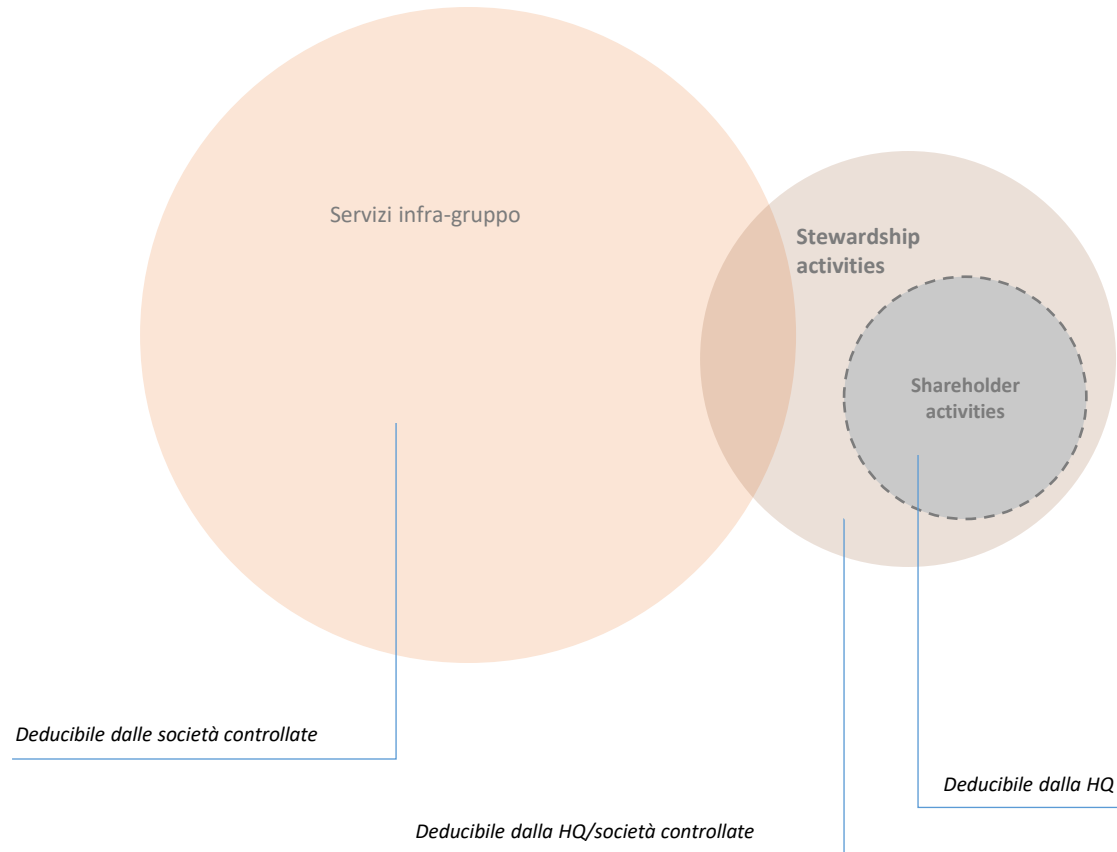 Servizi infra-gruppo
Stewardship
activities
Shareholder
activities
Deducibile dalle società controllate
Deducibile dalla HQ
Deducibile dalla HQ/società controllate